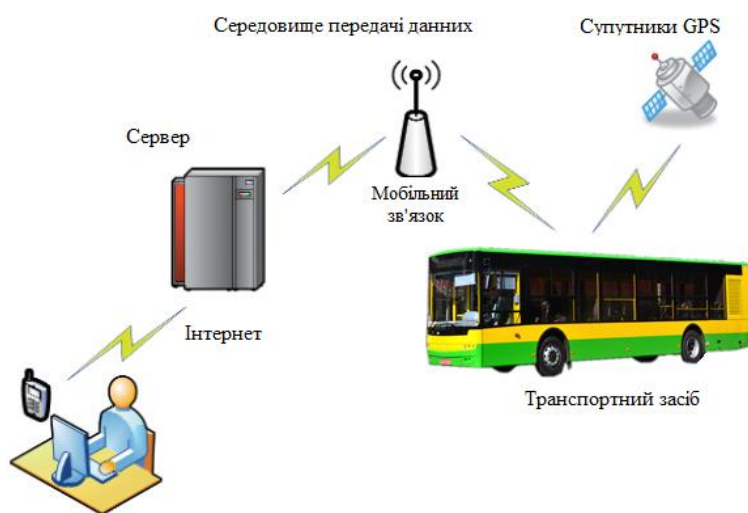 Середовище передачі данних
Супутники GPS
Сервер
Мобільний
зв'язок
Інтернет
Транспортний засіб